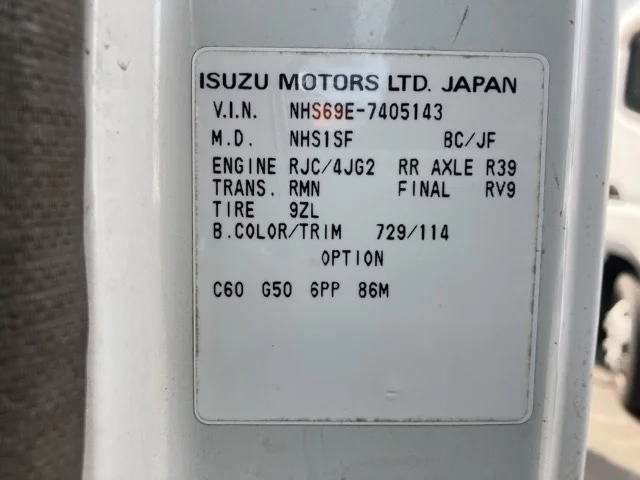 ISUZU MOTORS LTD. JAPAN
V.I.N. NHS69E-7405143
M.D. NHS1SF 8C/JF
ENGINE RJC/4JG2 RR AXLE R39
TRANS. RMN FINAL RV9
TIRE 9ZL
B.COLOR/TRIM 729/114
OPTION
C60 G50 6PP 86M